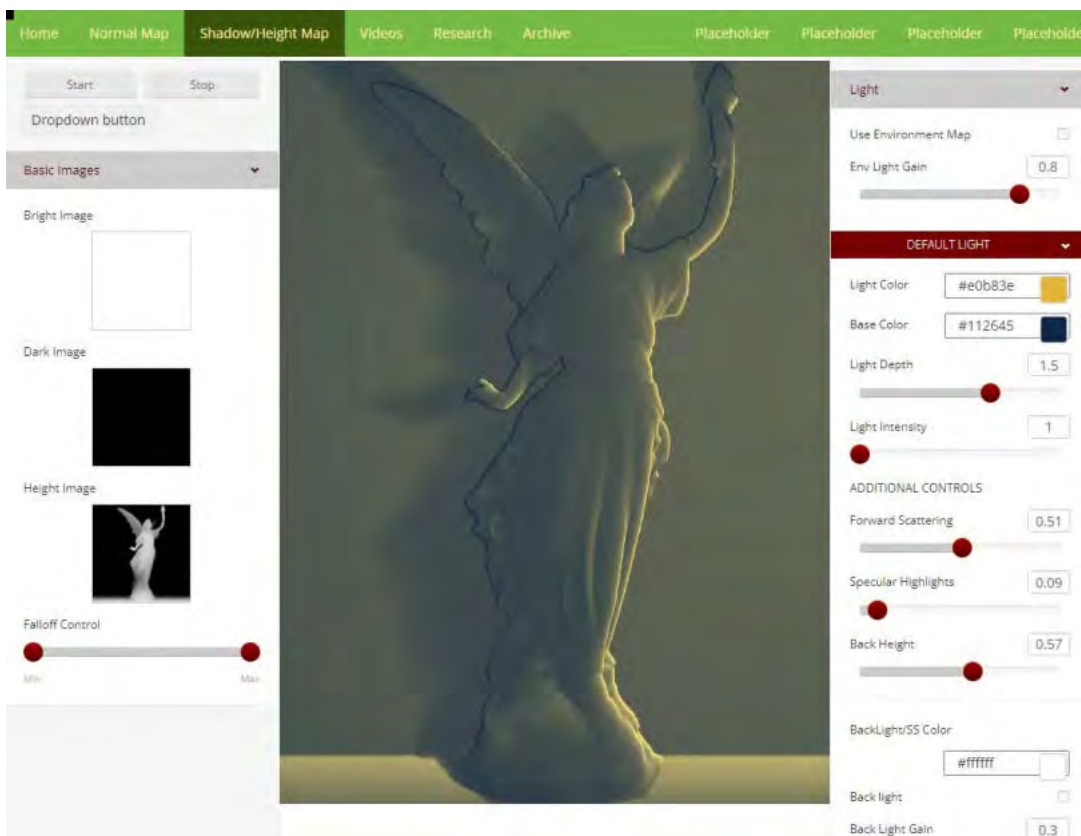 Home Normal Map Shadow/Height Map Videos Research Archive Placeholder Placeholder Placeholder Placeholde
Start Stop
Dropdown button
Basic Images
Bright Image
Dark Image
Height Image
Falloff Control
Min Max
Light
Use Environment Map
Env Light Gain 0.8
DEFAULT LIGHT
Light Color #e0b83e
Base Color #112645
Light Depth 1.5
Light Intensity 1
ADDITIONAL CONTROLS
Forward Scattering 0.51
Specular Highlights 0.09
Back Height 0.57
BackLight/SS Color
#ffffff
Back light
Back Light Gain 0.3